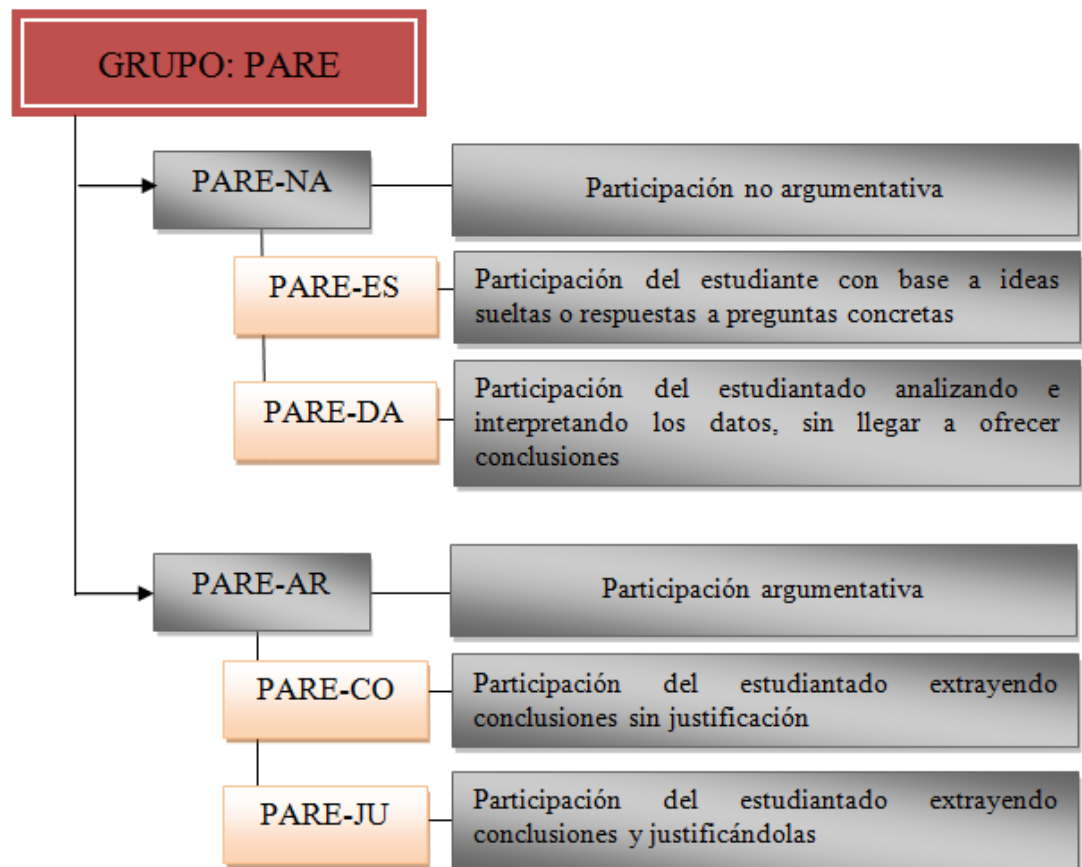 GRUPO: PARE
PARE-NA
Participación no argumentativa
PARE-ES
Participación del estudiante con base a ideas
sueltas o respuestas a preguntas concretas
PARE-DA
Participación del estudiantado analizando e
interpretando los datos, sin llegar a ofrecer
conclusiones
PARE-AR
Participación argumentativa
PARE-CO
Participación del estudiantado extrayendo
conclusiones sin justificación
PARE-JU
Participación del estudiantado extrayendo
conclusiones y justificándolas